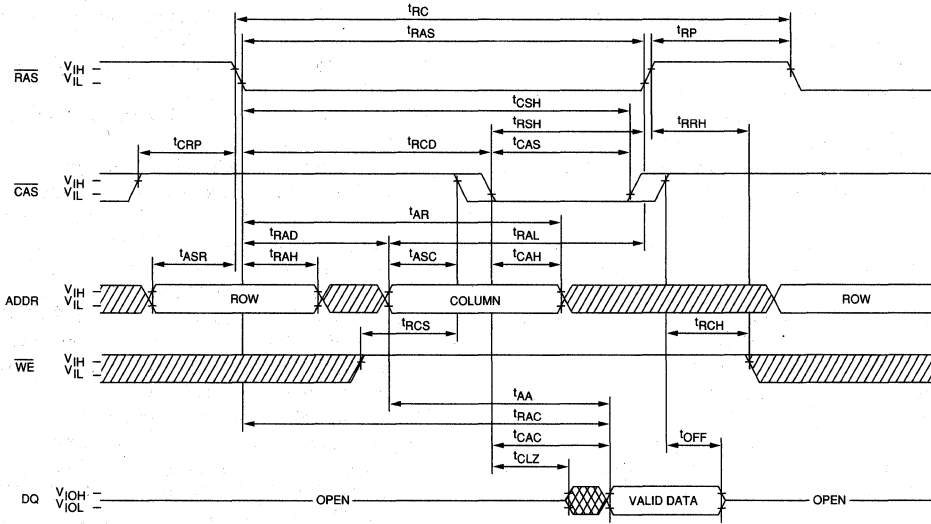 tRC
tRAS
tRP
RAS
VIH
VIL
tCSH
tRSH
tRRH
tCRP
tRCD
tCAS
CAS
VIH
VIL
tAR
tRAD
tRAL
tASR
tRAH
tASC
tCAH
ADDR
VIH
VIL
ROW
COLUMN
ROW
tRCS
tRCH
WE
VIH
VIL
tAA
tRAC
tCAC
tOFF
tCLZ
DQ
VIOH
VIOL
OPEN
VALID DATA
OPEN